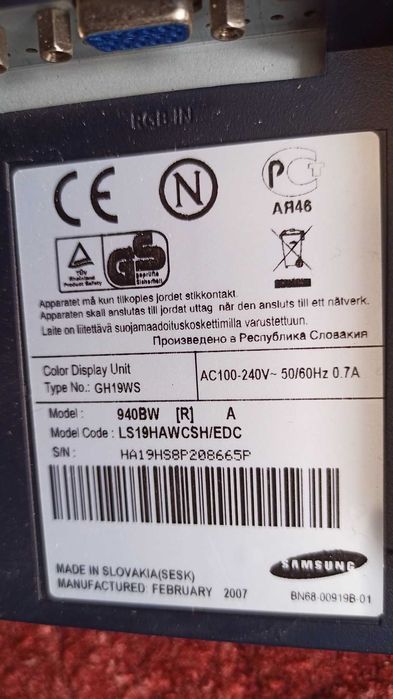 RGB IN
CE
N
РСТ
АЯ46
TÜV
Rheinland
Product Safety
GS
geprüfte
Sicherheit
Apparatet må kun tilkoples jordet stikkontakt.
Apparaten skall anslutas till jordat uttag när den ansluts till ett nätverk.
Laite on liitettävä suojamaadoituskoskettimilla varustettuun.
Произведено в Республика Словакия
Color Display Unit
Type No.: GH19WS
AC100-240V~ 50/60Hz 0.7A
Model : 940BW [R] A
Model Code : LS19HAWCSH/EDC
S/N : HA19HS8P208665P
MADE IN SLOVAKIA(SESK)
MANUFACTURED: FEBRUARY 2007
SAMSUNG
BN68-00919B-01